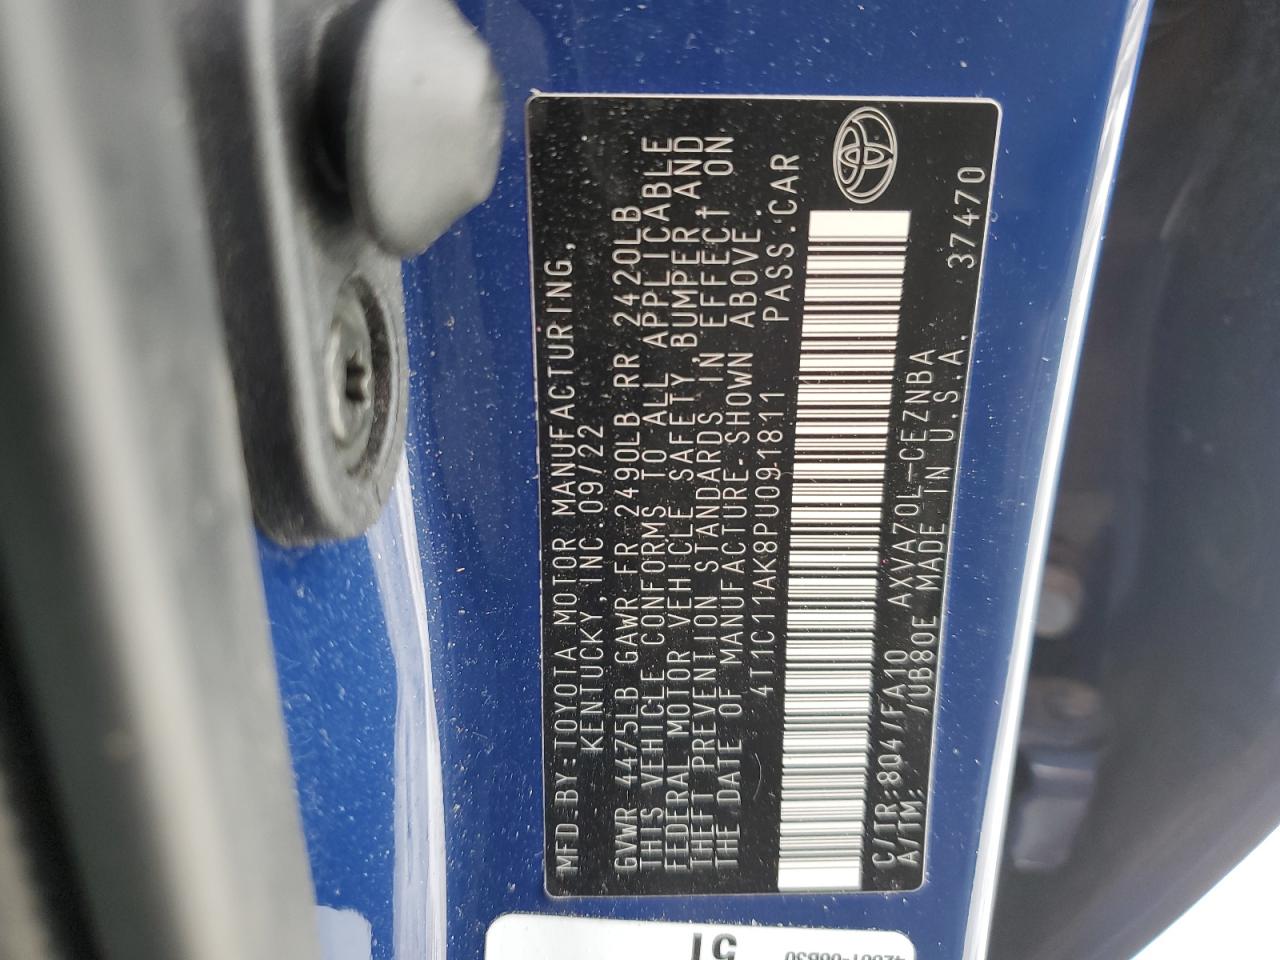 MFD BY:TOYOTA MOTOR MANUFACTURING,
KENTUCKY,INC.09/22
GVWR 4475LB GAWR FR 2490LB RR 2420LB
THIS VEHICLE CONFORMS TO ALL APPLICABLE
FEDERAL MOTOR VEHICLE SAFETY,BUMPER AND
THEFT PREVENTION STANDARDS IN EFFECT ON
THE DATE OF MANUFACTURE-SHOWN ABOVE.
4T1C11AK8PU091811 PASS.CAR
C/TR:8Q4/FA10 AXVA70L-CEZNBA
A/TM: /UB80E MADE IN U.S.A. 37470
51